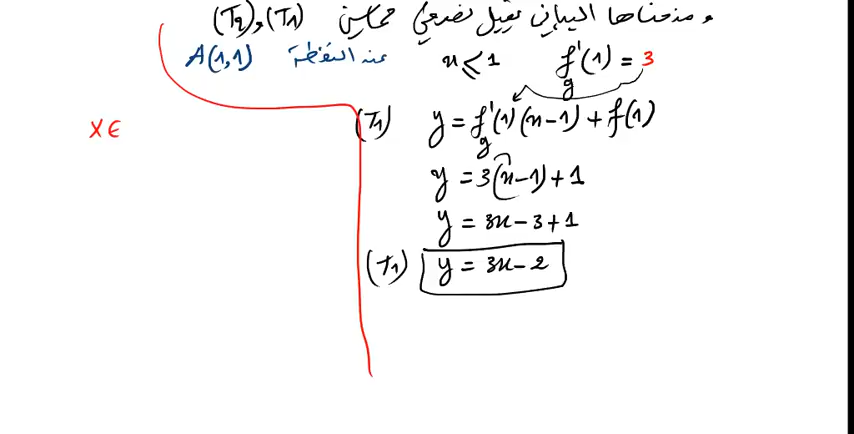 و منحناها البياني يقبل نصفي مماسين (T1), (T2)
عند النقطة A(1,1) x ⩽ 1 f'g(1) = 3
(T1) y = f'g(1)(x-1) + f(1)
x∈
y = 3(x-1) + 1
y = 3x - 3 + 1
(T1) y = 3x - 2